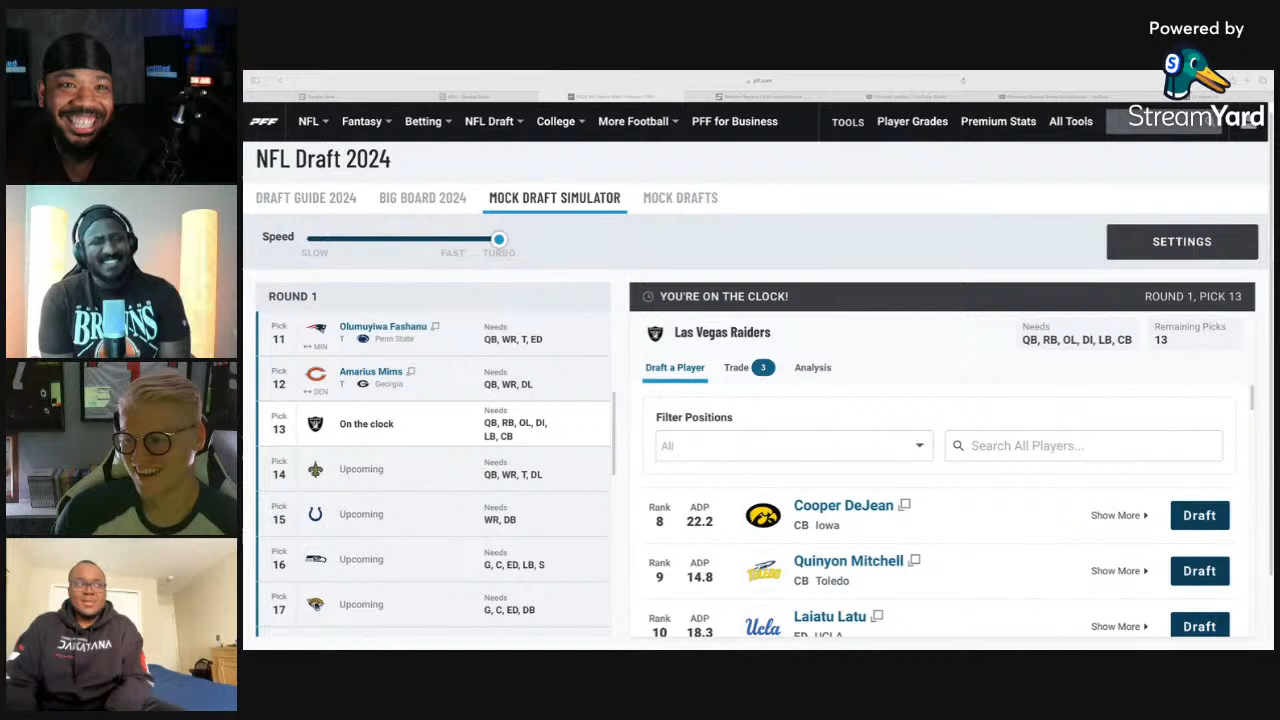 Powered by
StreamYard
PFF
NFL
Fantasy
Betting
NFL Draft
College
More Football
PFF for Business
TOOLS
Player Grades
Premium Stats
All Tools
NFL Draft 2024
DRAFT GUIDE 2024
BIG BOARD 2024
MOCK DRAFT SIMULATOR
MOCK DRAFTS
Speed
SLOW
FAST
TURBO
SETTINGS
ROUND 1
Pick
11
↔ MIN
Olumuyiwa Fashanu
T Penn State
Needs
QB, WR, T, ED
Pick
12
↔ DEN
Amarius Mims
T Georgia
Needs
QB, WR, DL
Pick
13
On the clock
Needs
QB, RB, OL, DI,
LB, CB
Pick
14
Upcoming
Needs
QB, WR, T, DL
Pick
15
Upcoming
Needs
WR, DB
Pick
16
Upcoming
Needs
G, C, ED, LB, S
Pick
17
Upcoming
Needs
G, C, ED, DB
YOU'RE ON THE CLOCK!
ROUND 1, PICK 13
Las Vegas Raiders
Needs
QB, RB, OL, DI, LB, CB
Remaining Picks
13
Draft a Player
Trade 3
Analysis
Filter Positions
All
Search All Players...
Rank
8
ADP
22.2
Cooper DeJean
CB Iowa
Show More
Draft
Rank
9
ADP
14.8
TOLEDO
Quinyon Mitchell
CB Toledo
Show More
Draft
Rank
10
ADP
18.3
Ucla
Laiatu Latu
ED UCLA
Show More
Draft